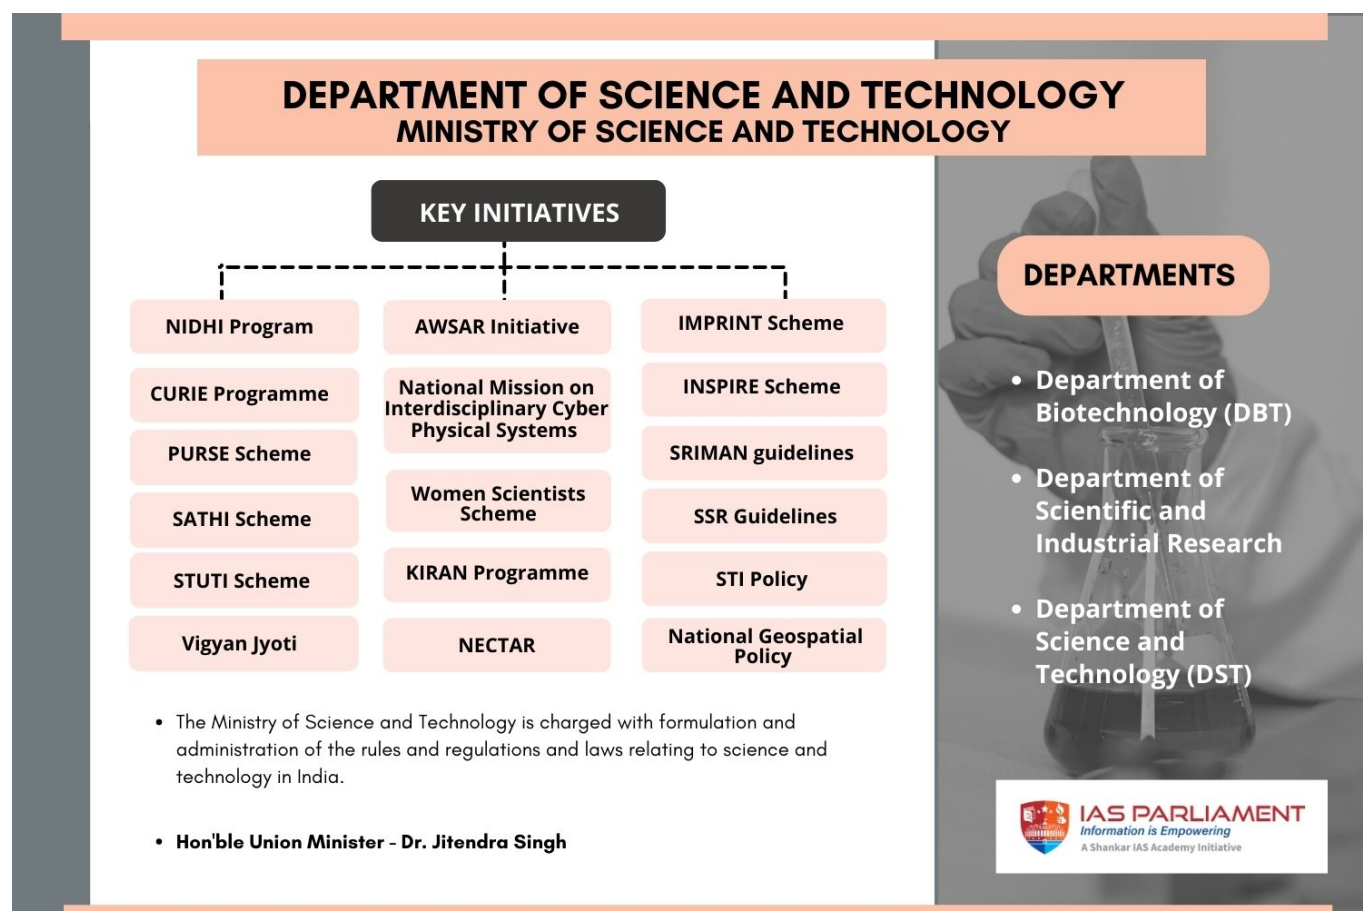 DEPARTMENT OF SCIENCE AND TECHNOLOGY
MINISTRY OF SCIENCE AND TECHNOLOGY
KEY INITIATIVES
NIDHI Program
CURIE Programme
PURSE Scheme
SATHI Scheme
STUTI Scheme
Vigyan Jyoti
AWSAR Initiative
National Mission on
Interdisciplinary Cyber
Physical Systems
Women Scientists
Scheme
KIRAN Programme
NECTAR
IMPRINT Scheme
INSPIRE Scheme
SRIMAN guidelines
SSR Guidelines
STI Policy
National Geospatial
Policy
• The Ministry of Science and Technology is charged with formulation and
administration of the rules and regulations and laws relating to science and
technology in India.
• Hon'ble Union Minister - Dr. Jitendra Singh
DEPARTMENTS
• Department of
Biotechnology (DBT)
• Department of
Scientific and
Industrial Research
• Department of
Science and
Technology (DST)
IAS PARLIAMENT
Information is Empowering
A Shankar IAS Academy Initiative